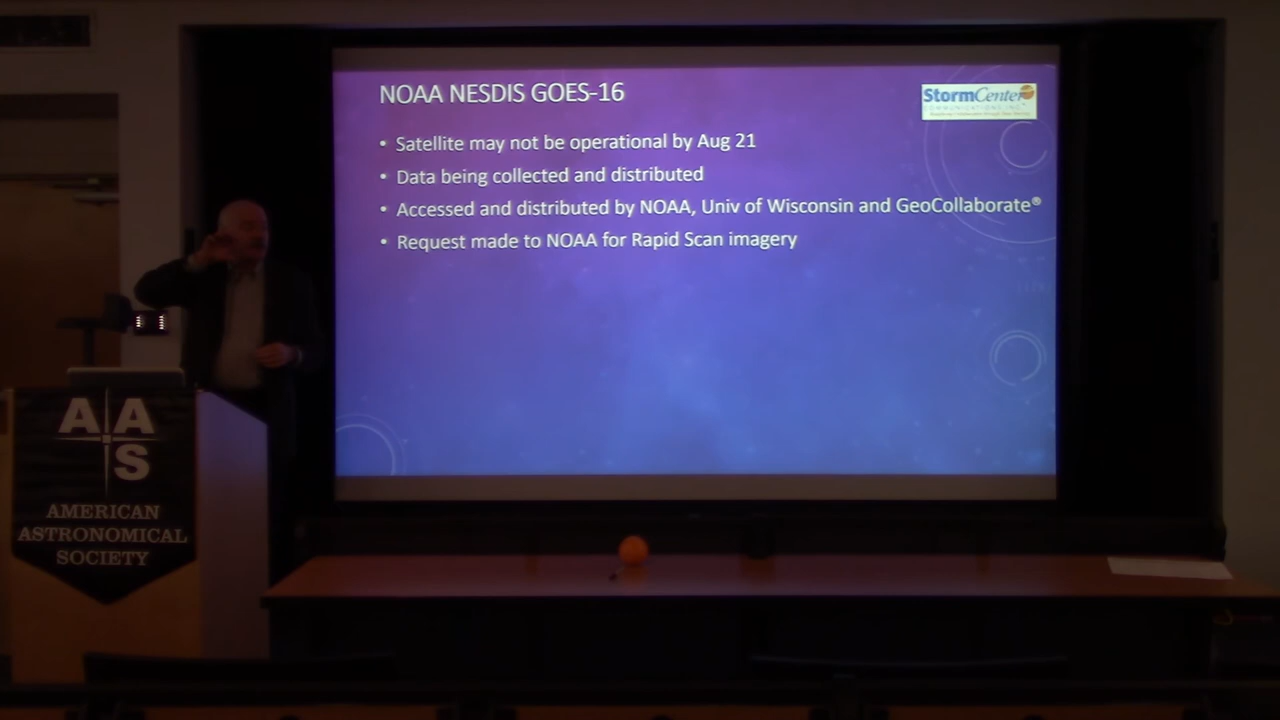 NOAA NESDIS GOES-16
StormCenter
COMMUNICATIONS, INC.
• Satellite may not be operational by Aug 21
• Data being collected and distributed
• Accessed and distributed by NOAA, Univ of Wisconsin and GeoCollaborate®
• Request made to NOAA for Rapid Scan imagery
AAS
AMERICAN
ASTRONOMICAL
SOCIETY